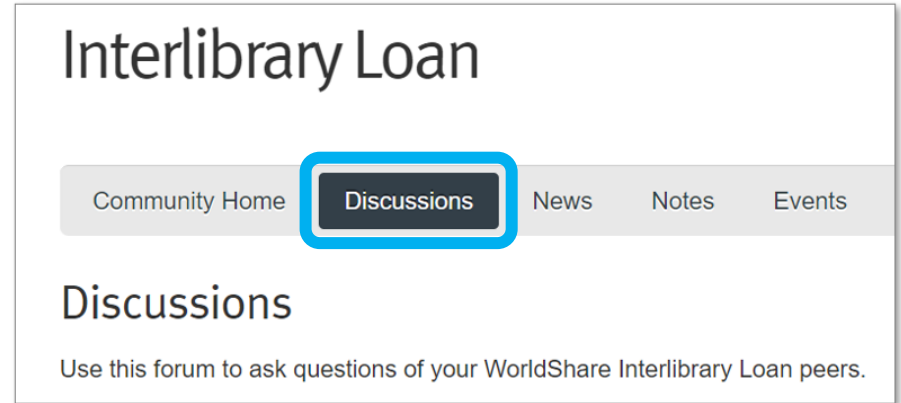 Interlibrary Loan
Community Home Discussions News Notes Events
Discussions
Use this forum to ask questions of your WorldShare Interlibrary Loan peers.